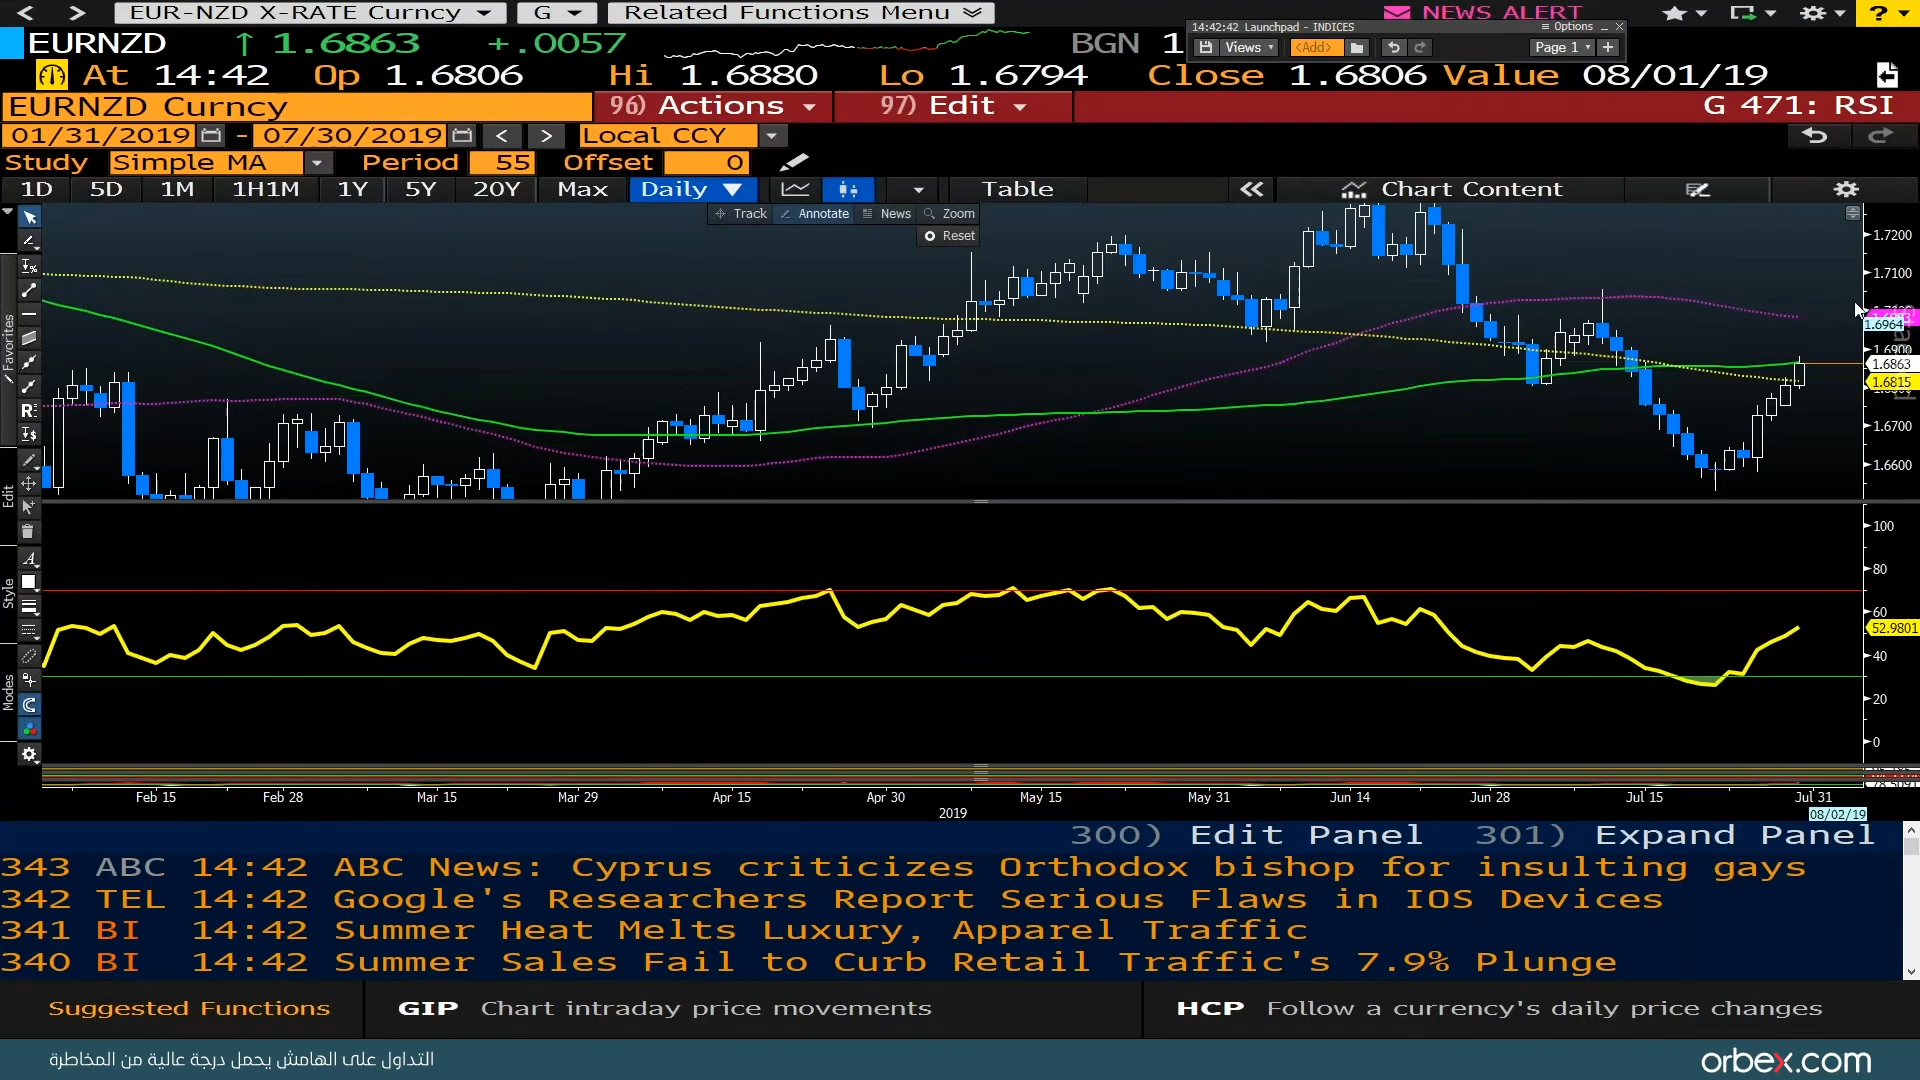 EUR-NZD X-RATE Curncy G Related Functions Menu NEWS ALERT ?
14:42:42 Launchpad - INDICES Options
Views <Add> Page 1 +
EURNZD ↑ 1.6863 +.0057 BGN 1
At 14:42 Op 1.6806 Hi 1.6880 Lo 1.6794 Close 1.6806 Value 08/01/19
EURNZD Curncy 96) Actions 97) Edit G 471: RSI
01/31/2019 - 07/30/2019 < > Local CCY
Study Simple MA Period 55 Offset 0
1D 5D 1M 1H1M 1Y 5Y 20Y Max Daily ▼ Table « Chart Content
Track Annotate News Zoom
Reset
Favorites
Edit
Style
Modes
1.7200
1.7100
1.6964
1.6900
1.6863
1.6815
1.6700
1.6600
100
80
60
52.9801
40
20
0
Feb 15 Feb 28 Mar 15 Mar 29 Apr 15 Apr 30 May 15 May 31 Jun 14 Jun 28 Jul 15 Jul 31
2019 08/02/19
300) Edit Panel 301) Expand Panel
343 ABC 14:42 ABC News: Cyprus criticizes Orthodox bishop for insulting gays
342 TEL 14:42 Google's Researchers Report Serious Flaws in IOS Devices
341 BI 14:42 Summer Heat Melts Luxury, Apparel Traffic
340 BI 14:42 Summer Sales Fail to Curb Retail Traffic's 7.9% Plunge
Suggested Functions GIP Chart intraday price movements HCP Follow a currency's daily price changes
التداول على الهامش يحمل درجة عالية من المخاطرة
orbex.com